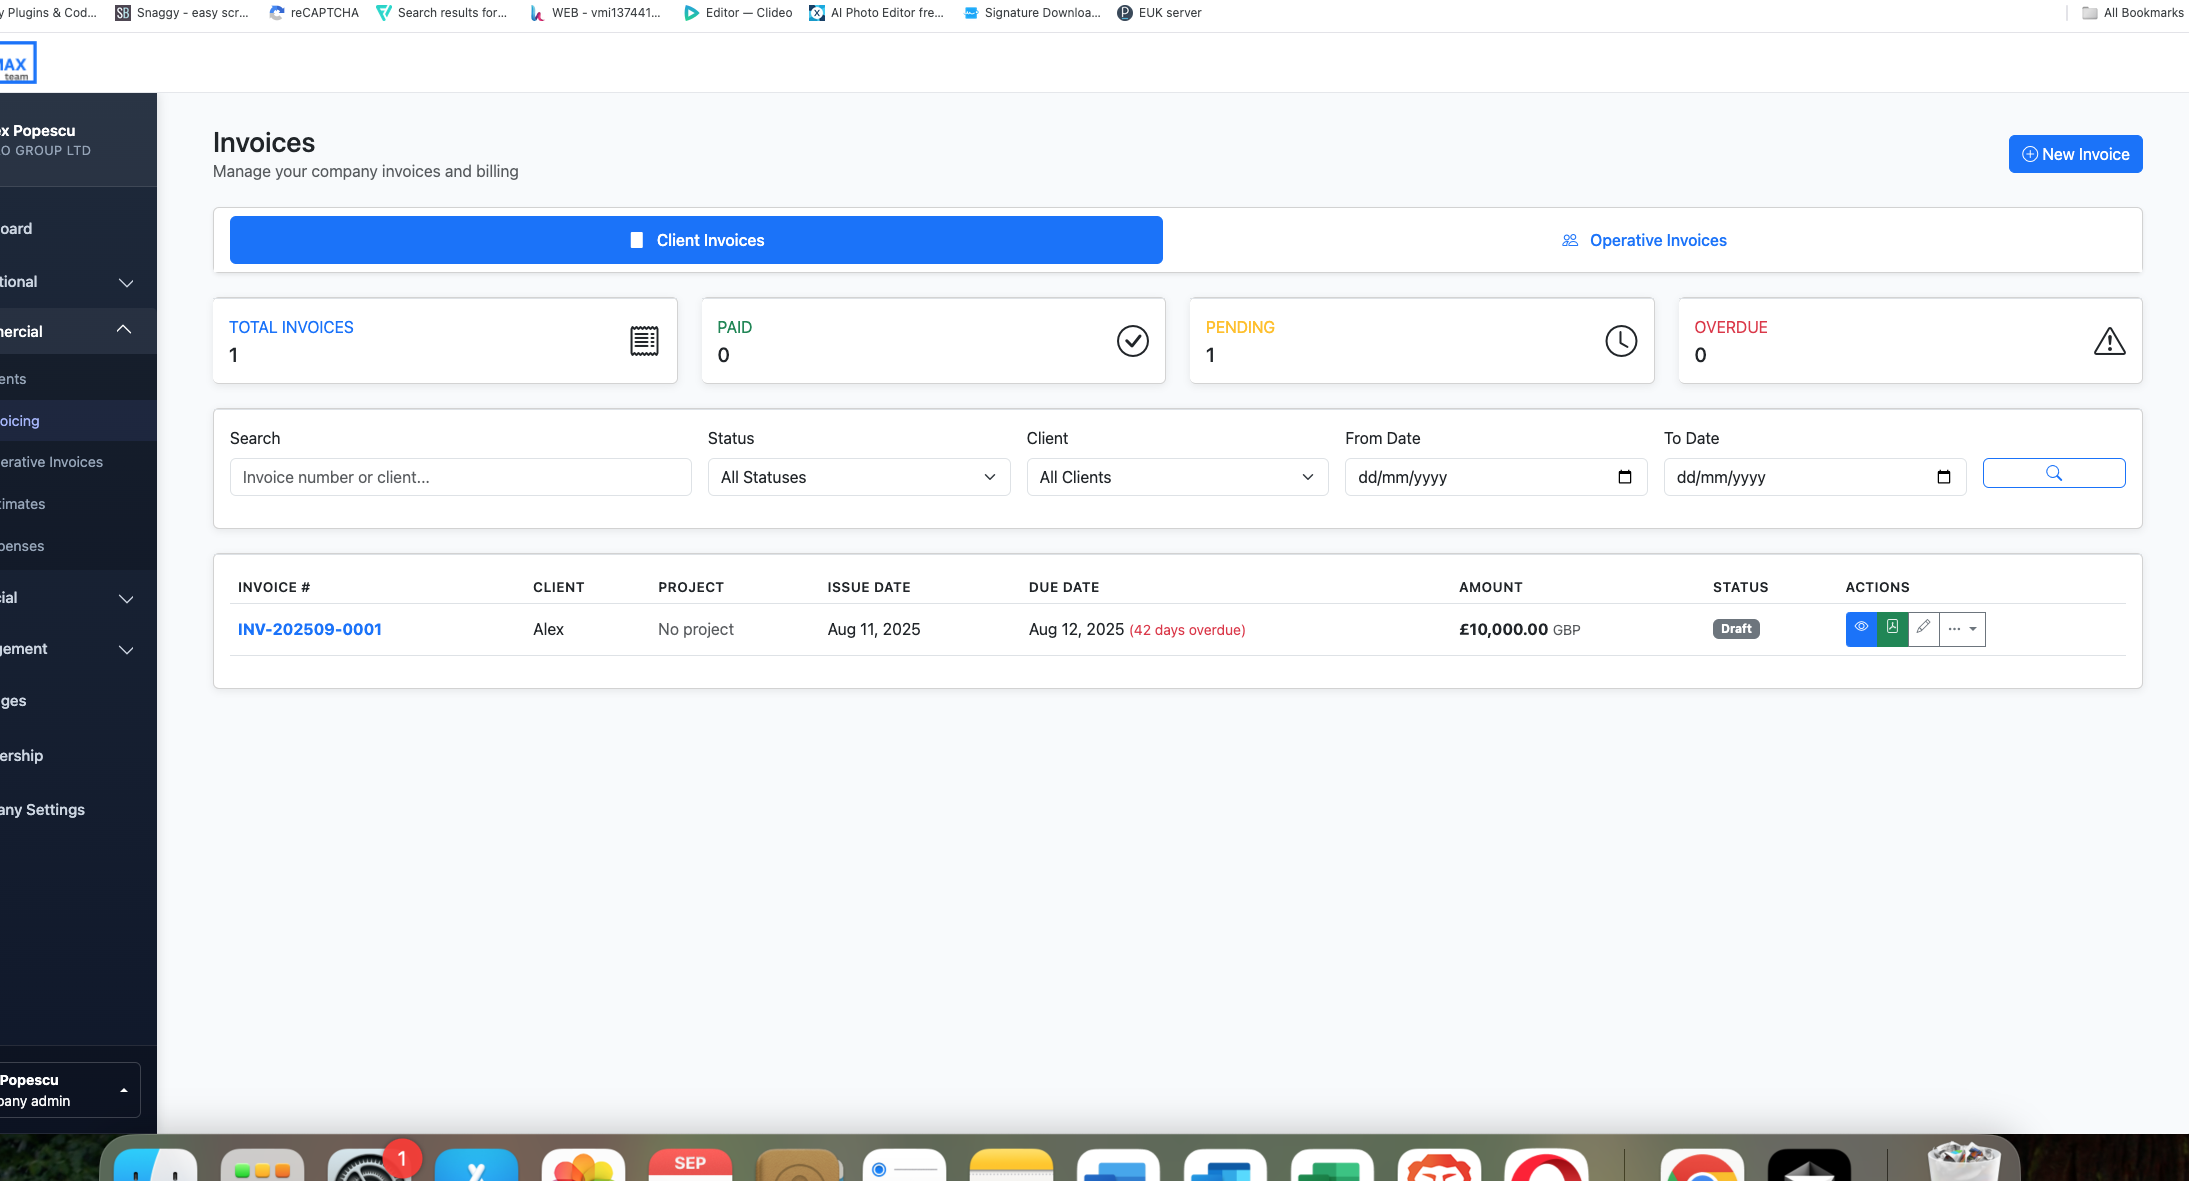 y Plugins & Cod... SB Snaggy - easy scr... reCAPTCHA Search results for... WEB - vmi137441... Editor — Clideo AI Photo Editor fre... Signature Downloa... P EUK server All Bookmarks
MAX
team
ex Popescu
O GROUP LTD
oard
tional
mercial
ents
oicing
erative Invoices
timates
penses
cial
gement
ges
ership
any Settings
Popescu
pany admin
Invoices
Manage your company invoices and billing
New Invoice
Client Invoices Operative Invoices
TOTAL INVOICES
1
PAID
0
PENDING
1
OVERDUE
0
Search Status Client From Date To Date
Invoice number or client... All Statuses All Clients dd/mm/yyyy dd/mm/yyyy
INVOICE # CLIENT PROJECT ISSUE DATE DUE DATE AMOUNT STATUS ACTIONS
INV-202509-0001 Alex No project Aug 11, 2025 Aug 12, 2025 (42 days overdue) £10,000.00 GBP Draft ...
1
SEP